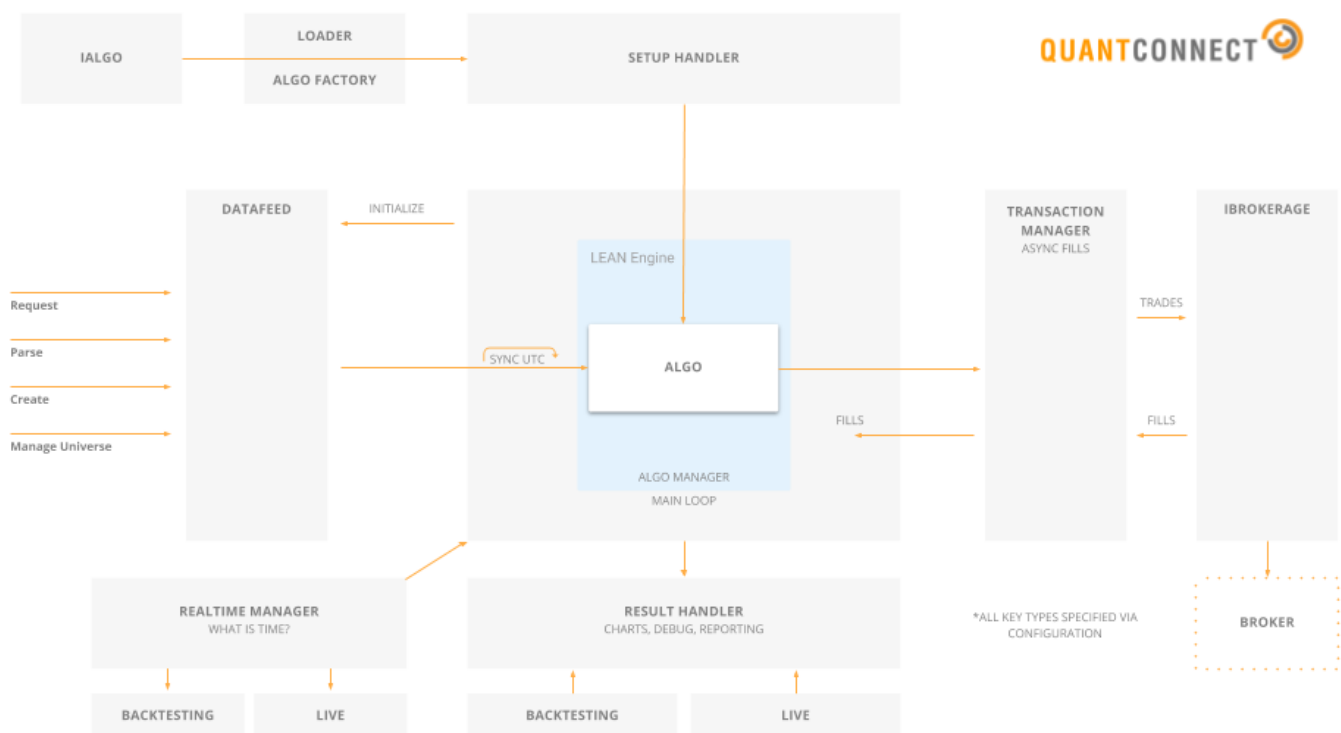 IALGO
LOADER
ALGO FACTORY
SETUP HANDLER
QUANTCONNECT
DATAFEED
INITIALIZE
LEAN Engine
TRANSACTION
MANAGER
ASYNC FILLS
IBROKERAGE
Request
Parse
Create
Manage Universe
SYNC UTC
ALGO
TRADES
FILLS
FILLS
ALGO MANAGER
MAIN LOOP
REALTIME MANAGER
WHAT IS TIME?
RESULT HANDLER
CHARTS, DEBUG, REPORTING
*ALL KEY TYPES SPECIFIED VIA
CONFIGURATION
BROKER
BACKTESTING
LIVE
BACKTESTING
LIVE